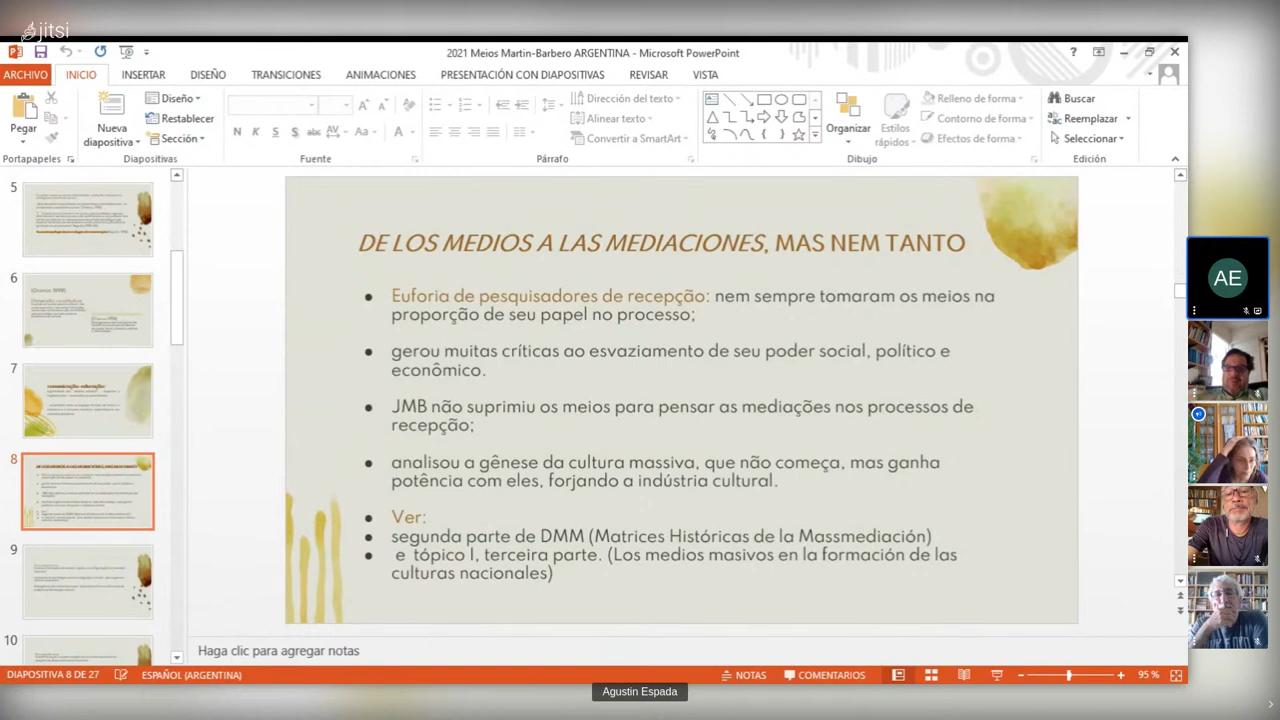 jitsi
2021 Meios Martin-Barbero ARGENTINA - Microsoft PowerPoint
?
ARCHIVO INICIO INSERTAR DISEÑO TRANSICIONES ANIMACIONES PRESENTACIÓN CON DIAPOSITIVAS REVISAR VISTA
Pegar
Nueva
diapositiva
Diseño
Restablecer
Sección
N K S S abc AV Aa A
Dirección del texto
Alinear texto
Convertir a SmartArt
Organizar
Estilos
rápidos
Relleno de forma
Contorno de forma
Efectos de forma
Buscar
Reemplazar
Seleccionar
Portapapeles Diapositivas Fuente Párrafo Dibujo Edición
5
6
7
8
9
10
DE LOS MEDIOS A LAS MEDIACIONES, MAS NEM TANTO
● Euforia de pesquisadores de recepção: nem sempre tomaram os meios na
proporção de seu papel no processo;
● gerou muitas críticas ao esvaziamento de seu poder social, político e
econômico.
● JMB não suprimiu os meios para pensar as mediações nos processos de
recepção;
● analisou a gênese da cultura massiva, que não começa, mas ganha
potência com eles, forjando a indústria cultural.
● Ver:
● segunda parte de DMM (Matrices Históricas de la Massmediación)
● e tópico I, terceira parte. (Los medios masivos en la formación de las
culturas nacionales)
AE
Haga clic para agregar notas
DIAPOSITIVA 8 DE 27 ESPAÑOL (ARGENTINA) NOTAS COMENTARIOS 95 %
Agustin Espada